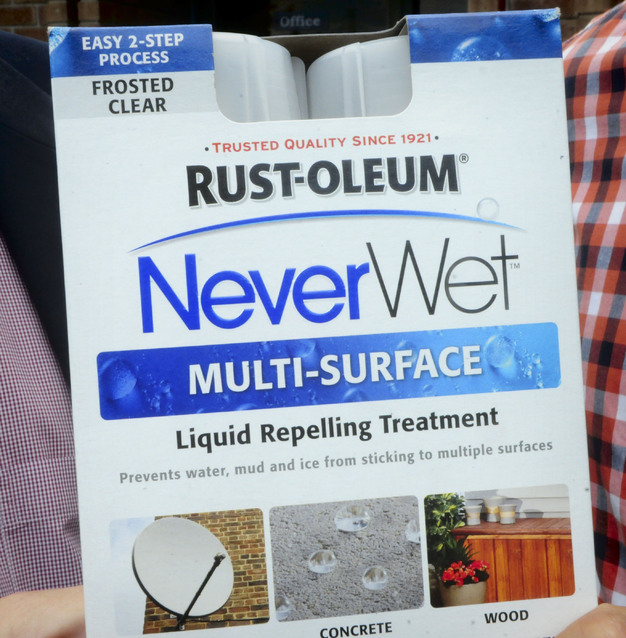 Office
EASY 2-STEP
PROCESS
FROSTED
CLEAR
• TRUSTED QUALITY SINCE 1921 •
RUST-OLEUM®
NeverWet™
MULTI-SURFACE
Liquid Repelling Treatment
Prevents water, mud and ice from sticking to multiple surfaces
CONCRETE
WOOD